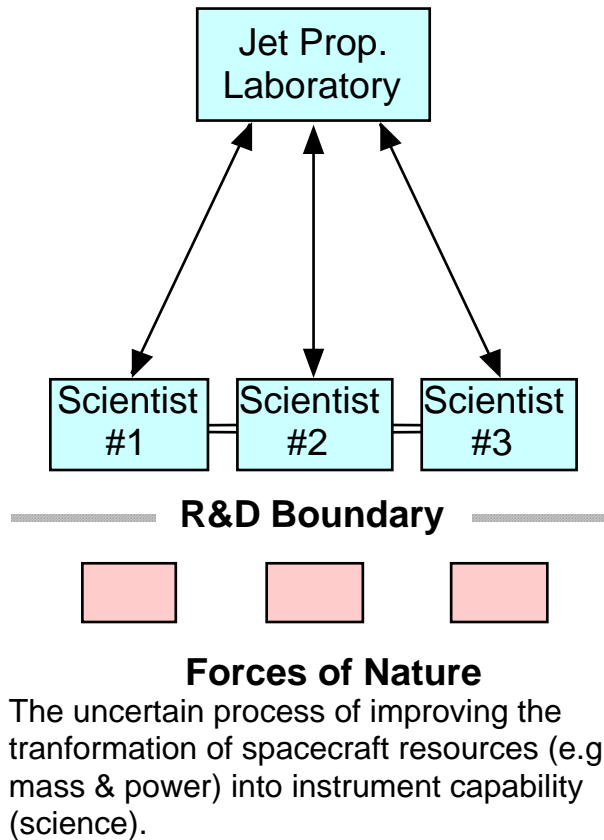 Jet Prop.
Laboratory
Scientist
#1
Scientist
#2
Scientist
#3
R&D Boundary
Forces of Nature
The uncertain process of improving the
tranformation of spacecraft resources (e.g
mass & power) into instrument capability
(science).